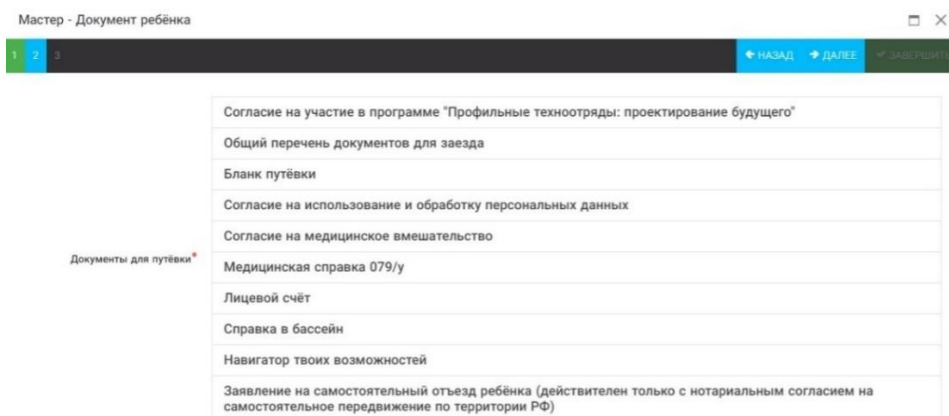 Мастер - Документ ребёнка
1 2 3
НАЗАД ДАЛЕЕ ЗАВЕРШИТЬ
Согласие на участие в программе "Профильные техноотряды: проектирование будущего"
Общий перечень документов для заезда
Бланк путёвки
Согласие на использование и обработку персональных данных
Согласие на медицинское вмешательство
Документы для путёвки*
Медицинская справка 079/у
Лицевой счёт
Справка в бассейн
Навигатор твоих возможностей
Заявление на самостоятельный отъезд ребёнка (действителен только с нотариальным согласием на
самостоятельное передвижение по территории РФ)